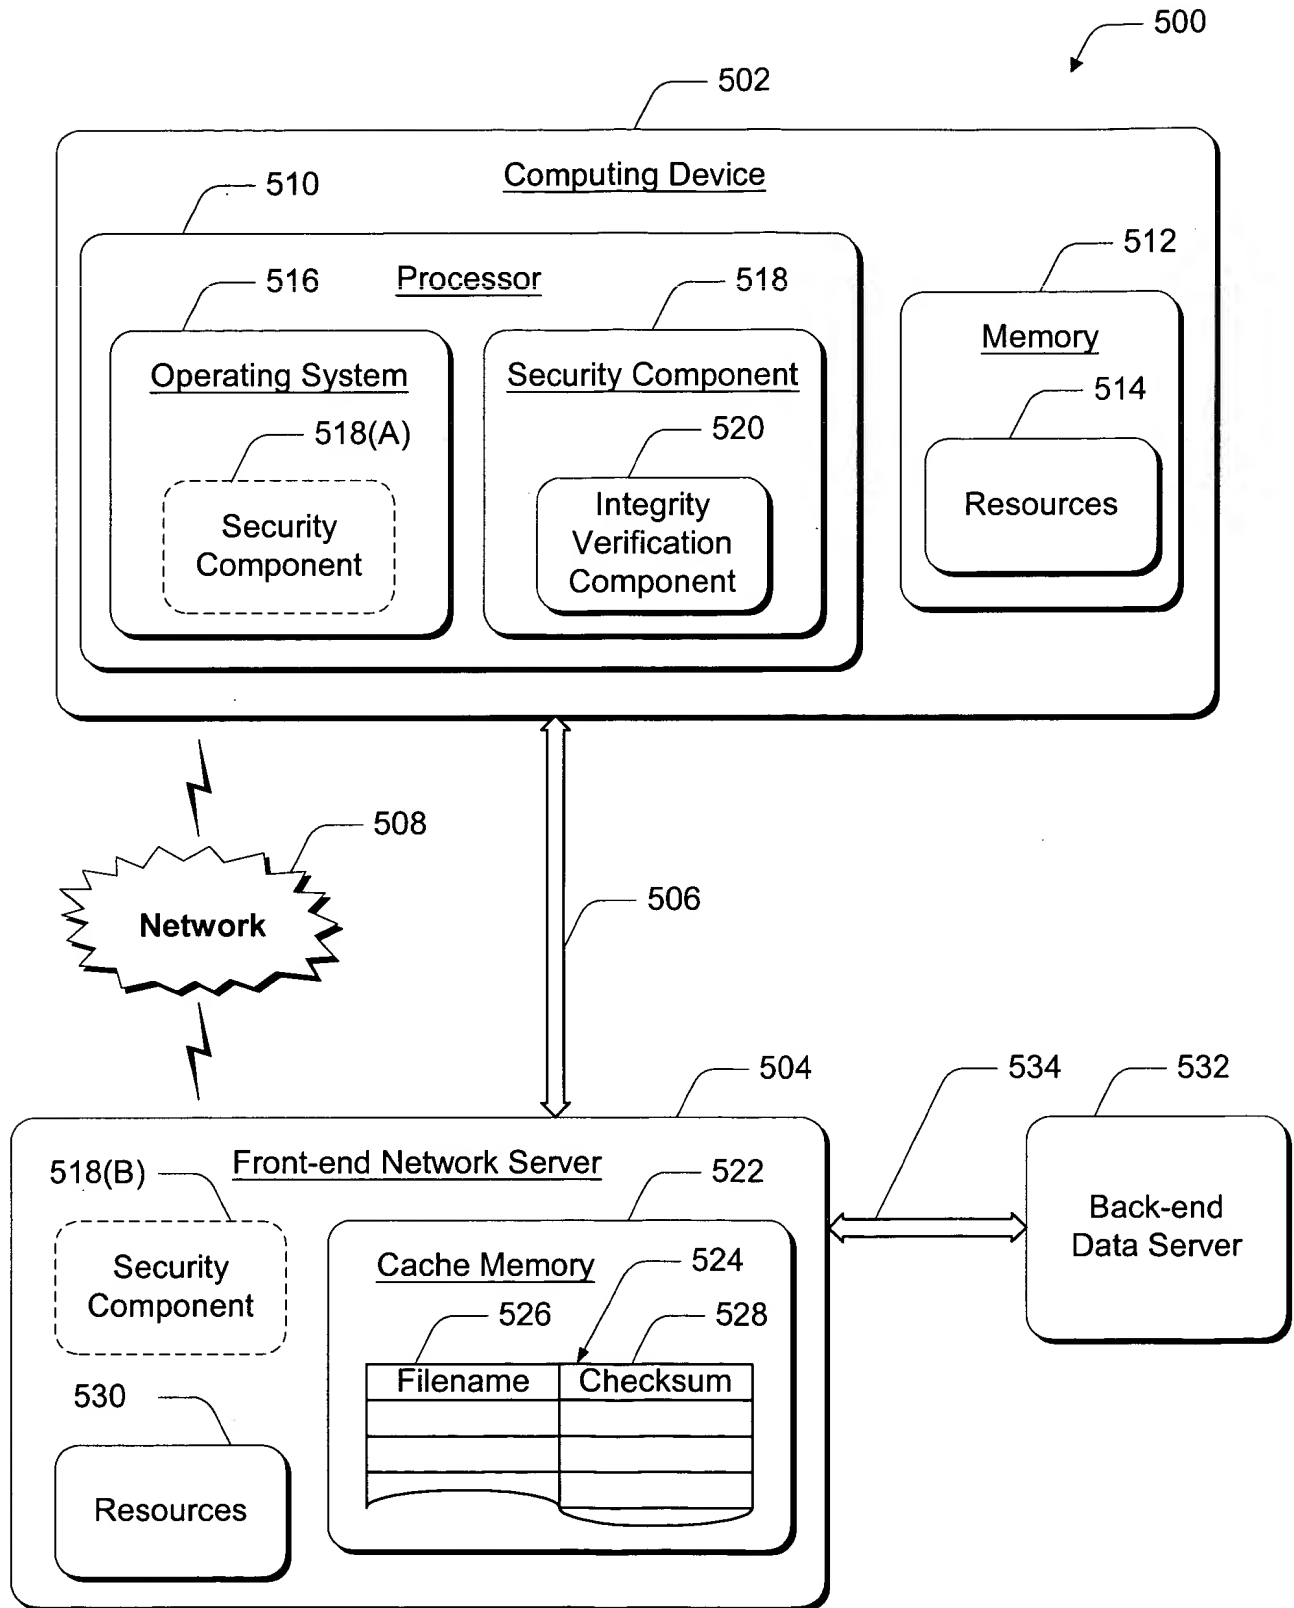 500
502
Computing Device
510
512
Processor
516
518
Memory
Operating System
Security Component
514
518(A)
520
Resources
Security
Component
Integrity
Verification
Component
508
Network
506
504
534
532
518(B)
Front-end Network Server
522
Back-end
Data Server
Security
Component
Cache Memory
524
526
528
Filename
Checksum
530
Resources